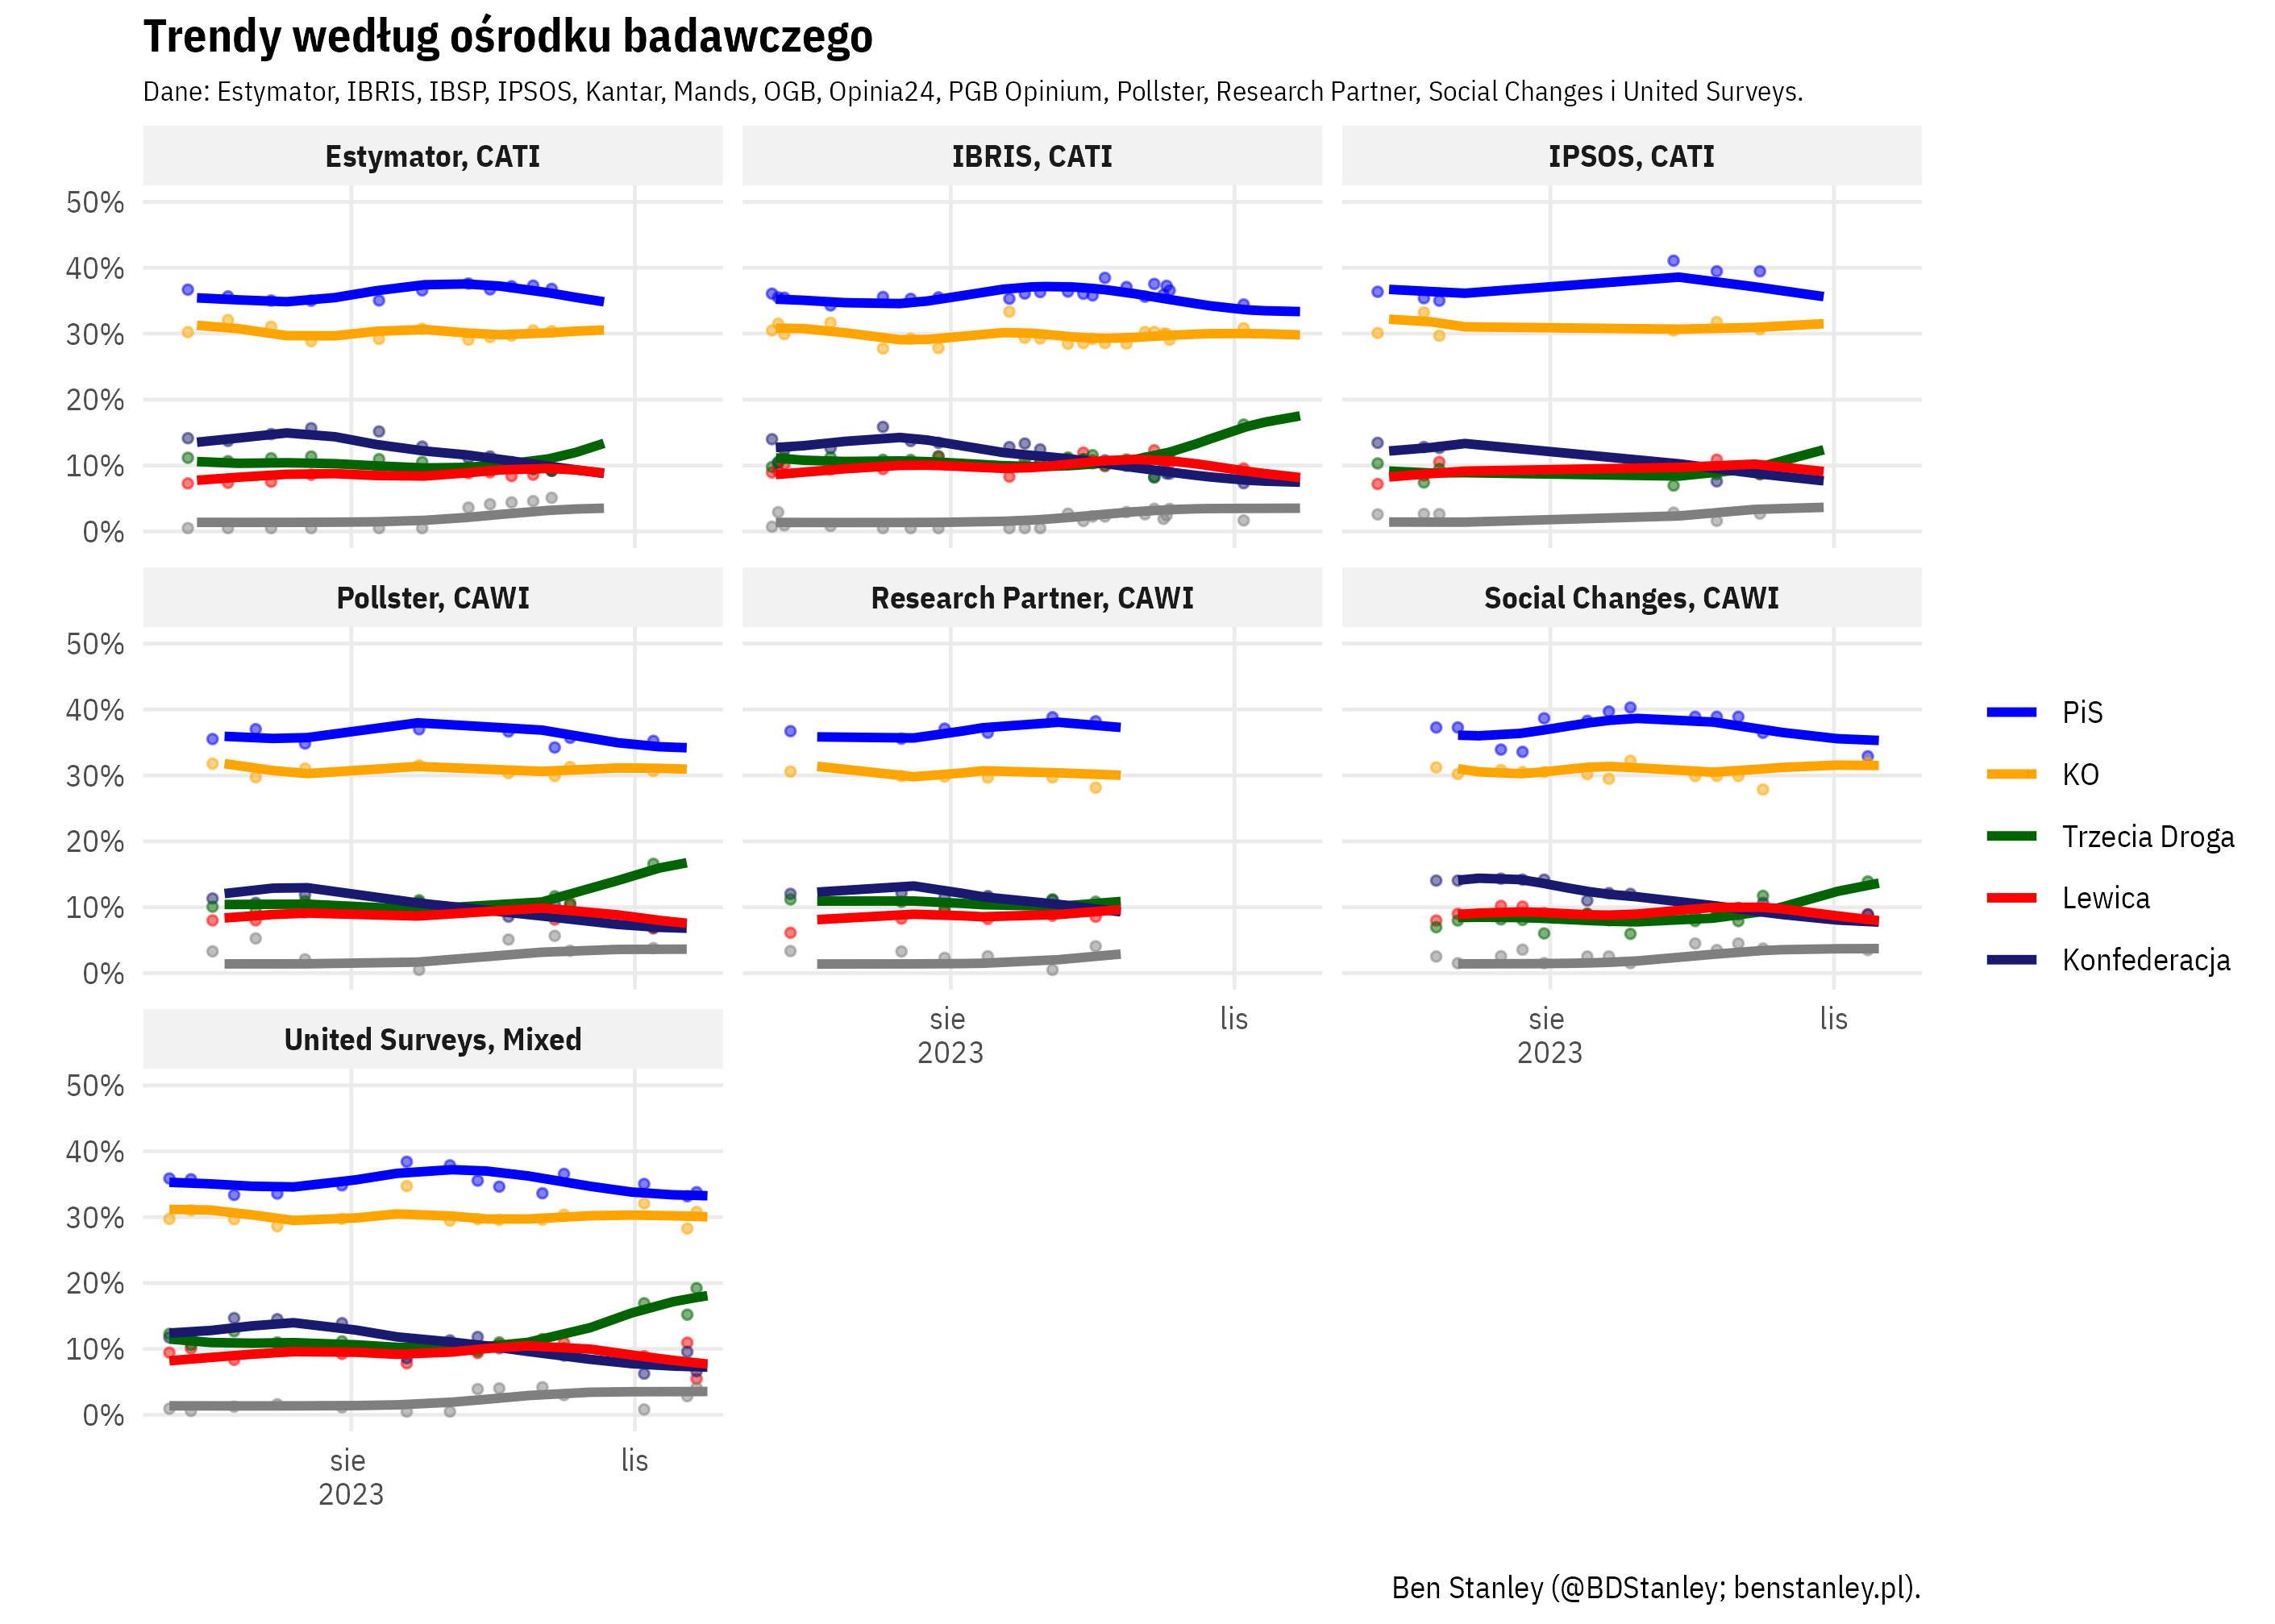 Trendy według ośrodku badawczego
Dane: Estymator, IBRIS, IBSP, IPSOS, Kantar, Mands, OGB, Opinia24, PGB Opinium, Pollster, Research Partner, Social Changes i United Surveys.
Estymator, CATI
IBRIS, CATI
IPSOS, CATI
50%
40%
30%
20%
10%
0%
Pollster, CAWI
Research Partner, CAWI
Social Changes, CAWI
50%
40%
30%
20%
10%
0%
sie
2023
lis
sie
2023
lis
United Surveys, Mixed
50%
40%
30%
20%
10%
0%
sie
2023
lis
PiS
KO
Trzecia Droga
Lewica
Konfederacja
Ben Stanley (@BDStanley; benstanley.pl).